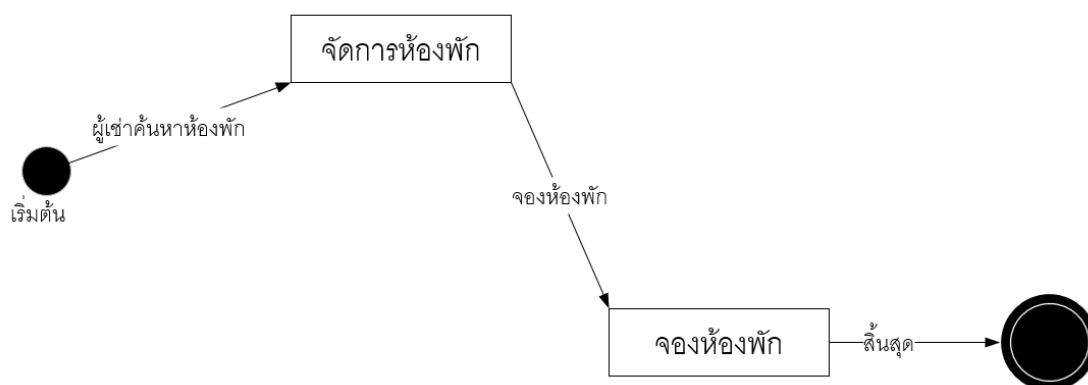 จัดการห้องพัก
ผู้เช่าค้นหาห้องพัก
เริ่มต้น
จองห้องพัก
จองห้องพัก
สิ้นสุด